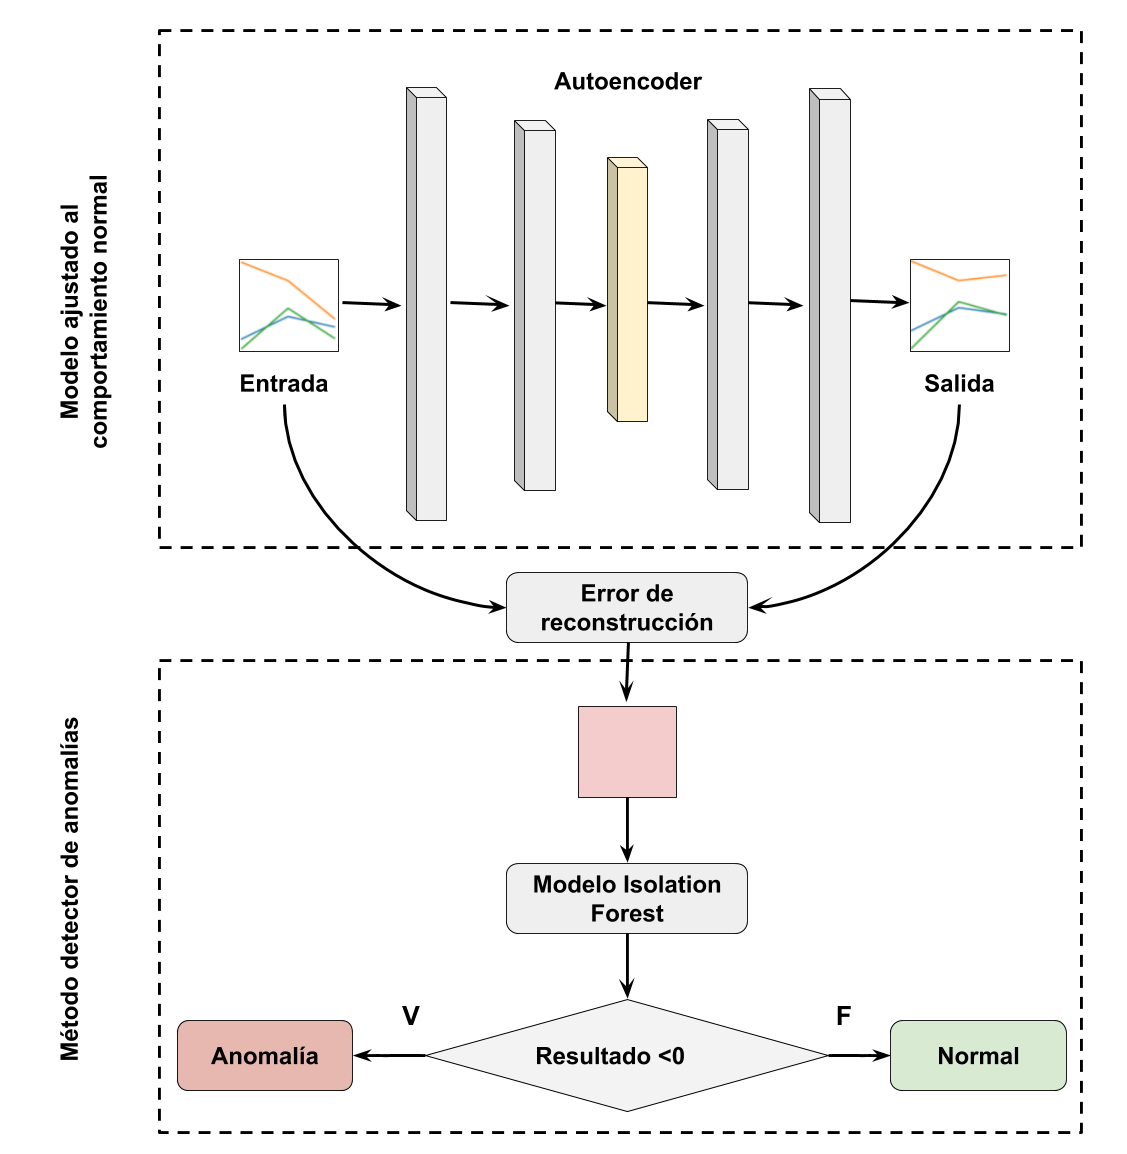 Autoencoder
Modelo ajustado al
comportamiento normal
Entrada
Salida
Error de
reconstrucción
Método detector de anomalías
Modelo Isolation
Forest
V
F
Anomalía
Resultado <0
Normal